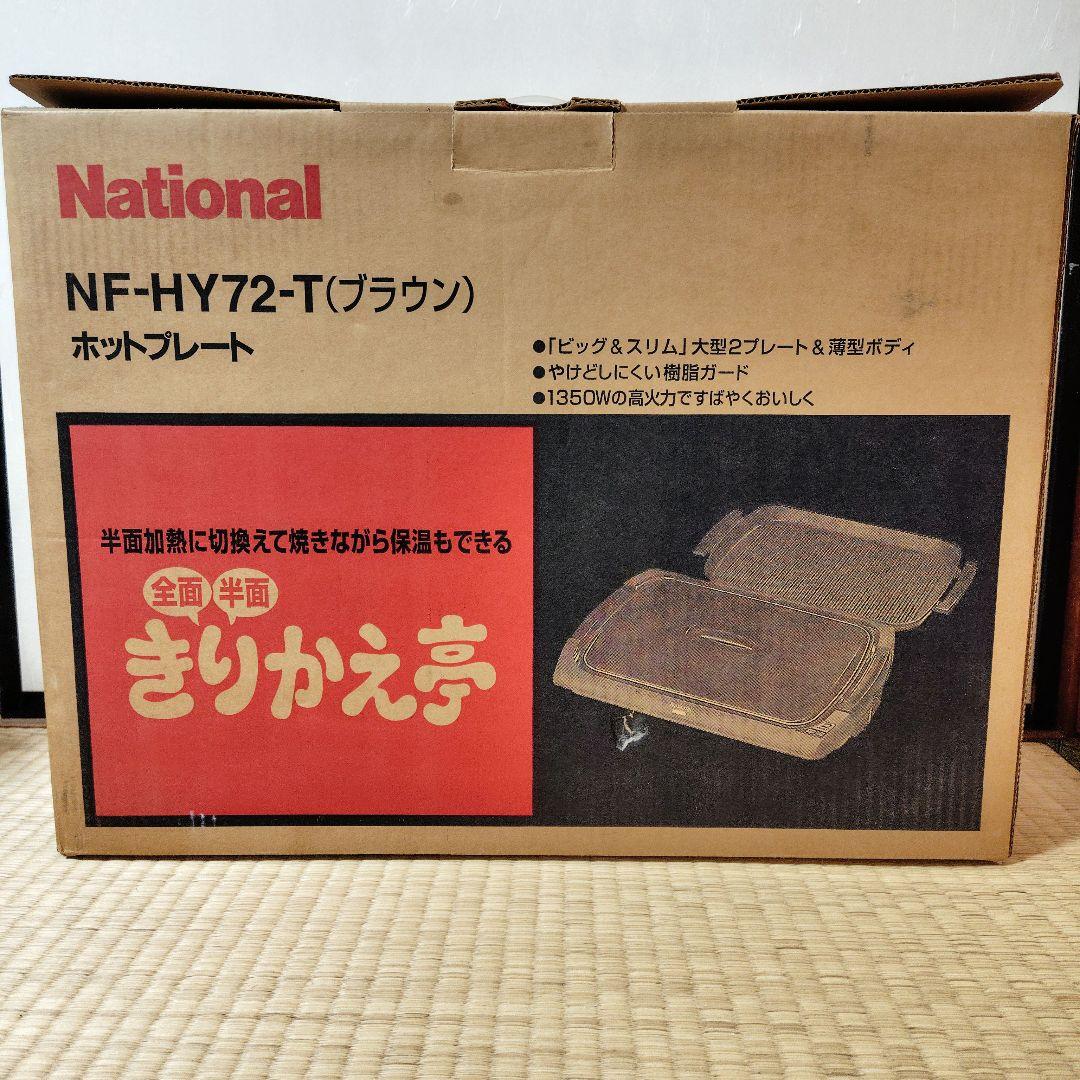 National
NF-HY72-T(ブラウン)
ホットプレート
●「ビッグ&スリム」大型2プレート&薄型ボディ
●やけどしにくい樹脂ガード
●1350Wの高火力ですばやくおいしく
半面加熱に切換えて焼きながら保温もできる
全面 半面
きりかえ亭